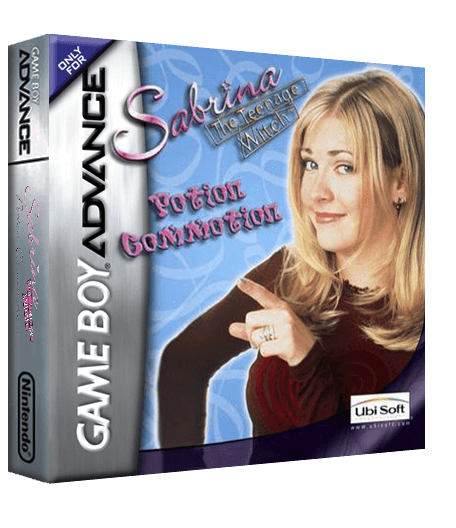 GAME BOY
ADVANCE
Nintendo®
ONLY
FOR
GAME BOY ADVANCE
Sabrina
The Teenage
Witch
Potion
Commotion
Ubi Soft
www.ubisoft.com